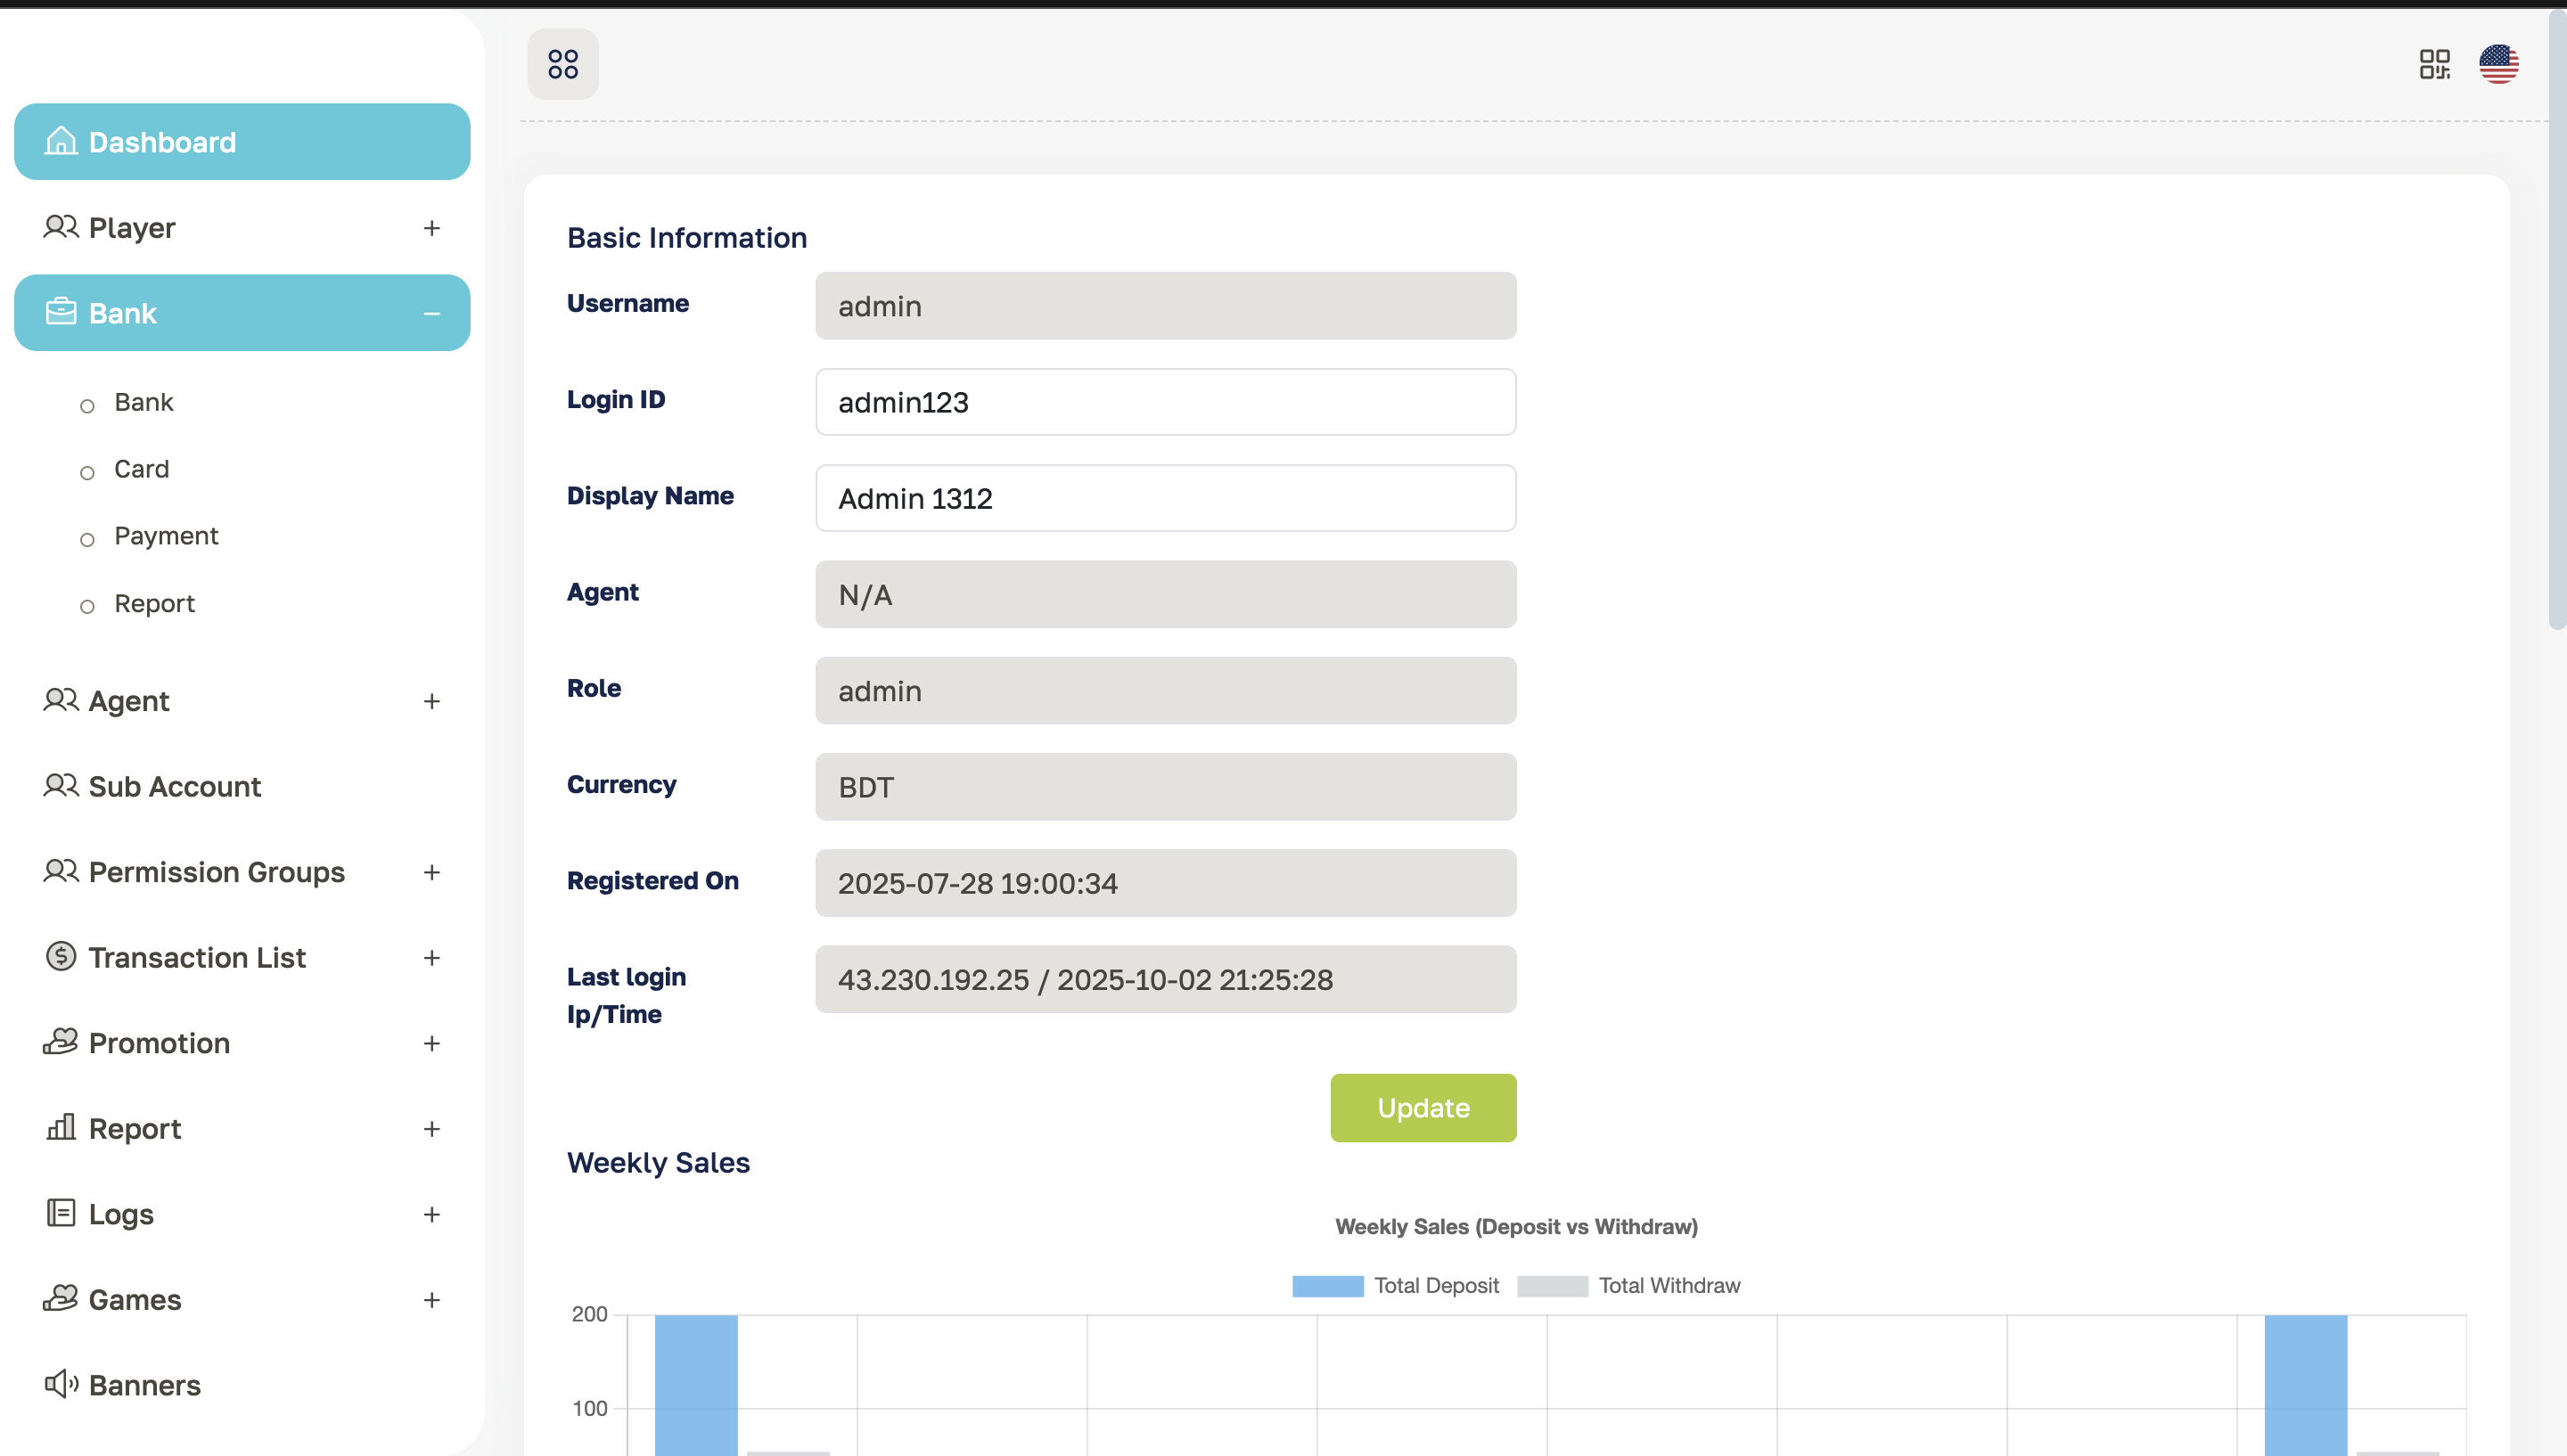 Dashboard
Player
Bank
Bank
Card
Payment
Report
Agent
Sub Account
Permission Groups
Transaction List
Promotion
Report
Logs
Games
Banners
Basic Information
Username
admin
Login ID
admin123
Display Name
Admin 1312
Agent
N/A
Role
admin
Currency
BDT
Registered On
2025-07-28 19:00:34
Last login
Ip/Time
43.230.192.25 / 2025-10-02 21:25:28
Update
Weekly Sales
Weekly Sales (Deposit vs Withdraw)
Total Deposit Total Withdraw
200
100